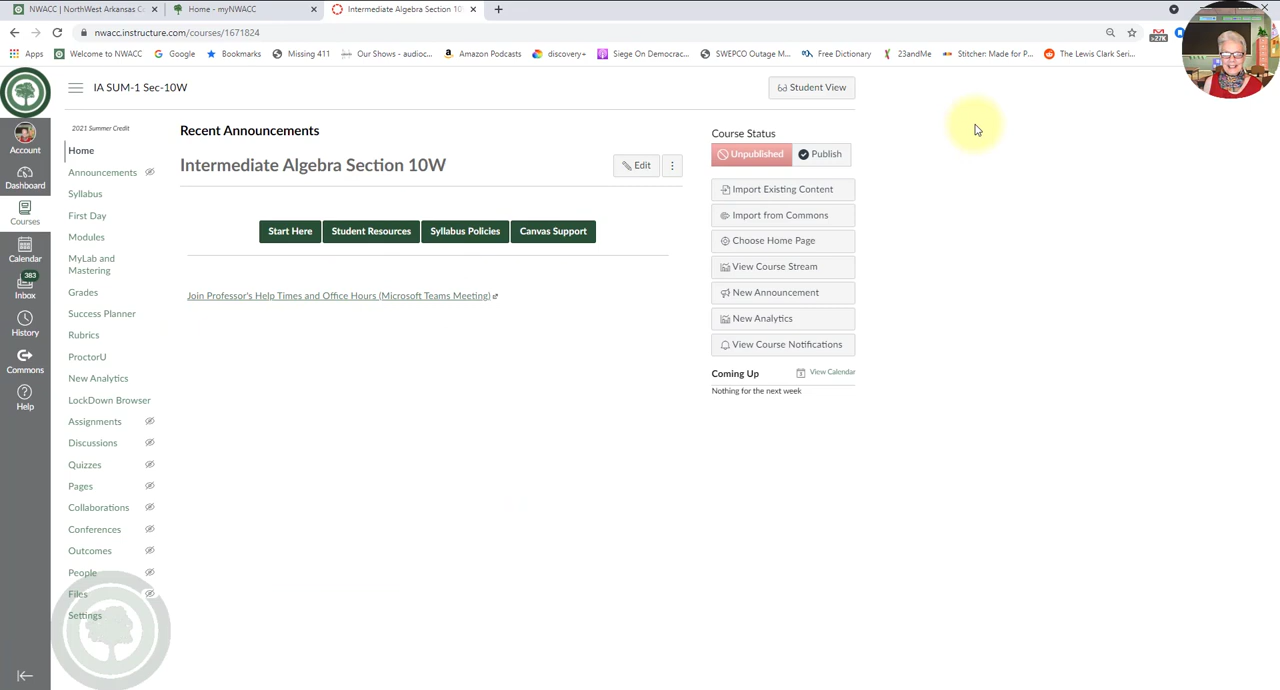 NWACC | NorthWest Arkansas C
Home - myNWACC
Intermediate Algebra Section 10
nwacc.instructure.com/courses/1671824
Apps
Welcome to NWACC
Google
Bookmarks
Missing 411
Our Shows - audioc...
Amazon Podcasts
discovery+
Siege On Democrac...
SWEPCO Outage M...
Free Dictionary
23andMe
Stitcher: Made for P...
The Lewis Clark Seri...
>27K
IA SUM-1 Sec-10W
Student View
Account
Dashboard
Courses
Calendar
383
Inbox
History
Commons
Help
2021 Summer Credit
Home
Announcements
Syllabus
First Day
Modules
MyLab and
Mastering
Grades
Success Planner
Rubrics
ProctorU
New Analytics
LockDown Browser
Assignments
Discussions
Quizzes
Pages
Collaborations
Conferences
Outcomes
People
Files
Settings
Recent Announcements
Intermediate Algebra Section 10W
Edit
Start Here
Student Resources
Syllabus Policies
Canvas Support
Join Professor's Help Times and Office Hours (Microsoft Teams Meeting)
Course Status
Unpublished
Publish
Import Existing Content
Import from Commons
Choose Home Page
View Course Stream
New Announcement
New Analytics
View Course Notifications
Coming Up
View Calendar
Nothing for the next week